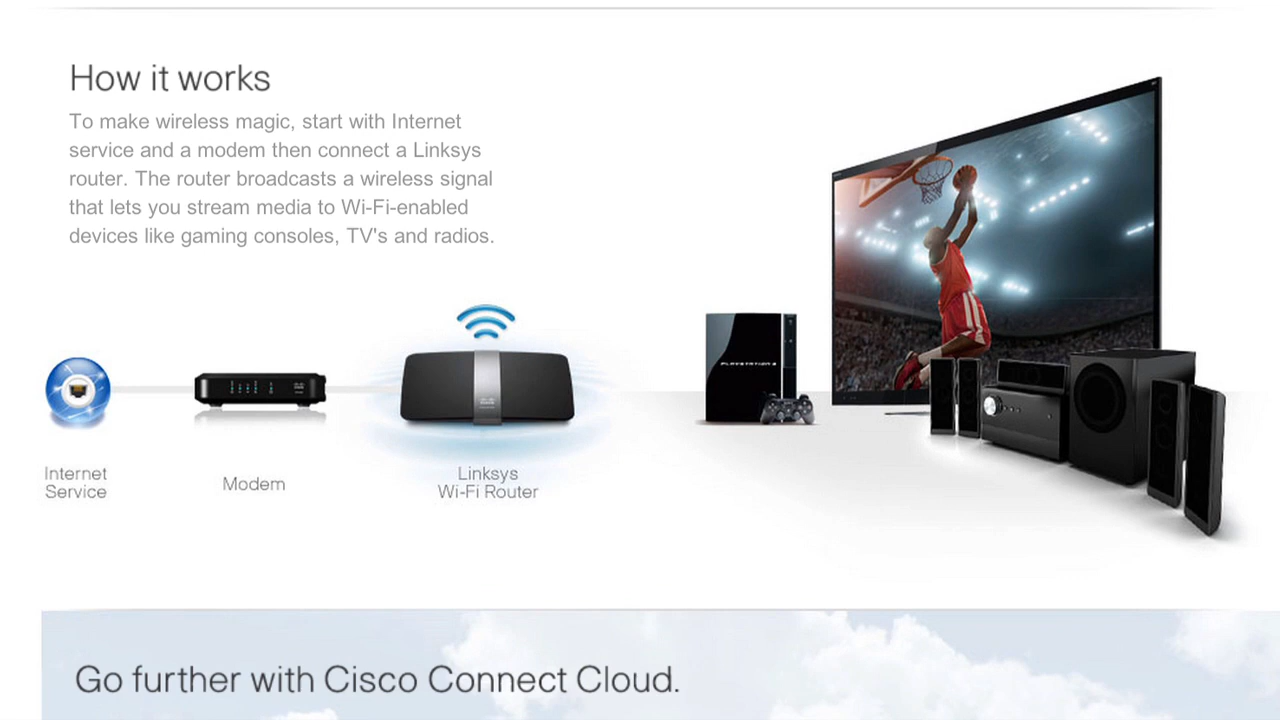 How it works
To make wireless magic, start with Internet
service and a modem then connect a Linksys
router. The router broadcasts a wireless signal
that lets you stream media to Wi-Fi-enabled
devices like gaming consoles, TV's and radios.
PLAYSTATION 3
Internet
Service
Modem
Linksys
Wi-Fi Router
Go further with Cisco Connect Cloud.